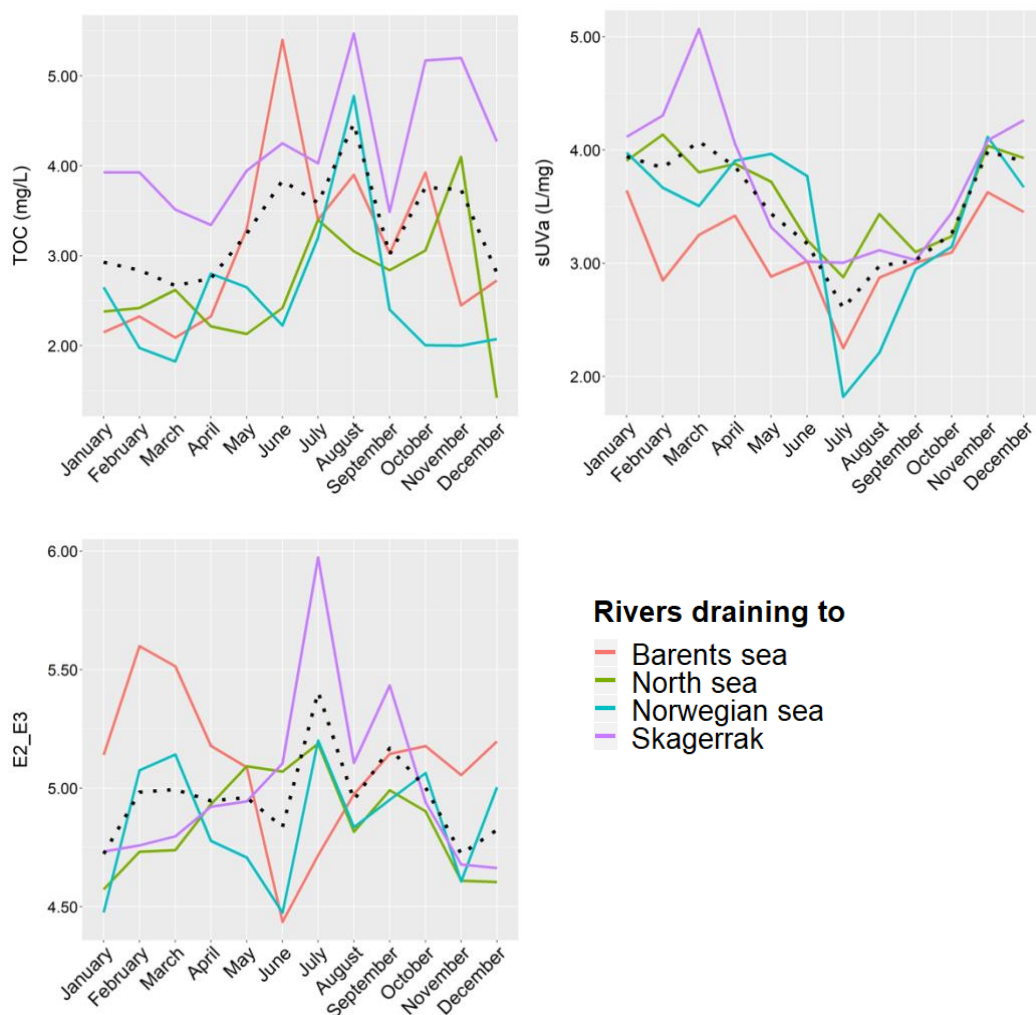 TOC (mg/L)
5.00
4.00
3.00
2.00
January
February
March
April
May
June
July
August
September
October
November
December
sUVa (L/mg)
5.00
4.00
3.00
2.00
January
February
March
April
May
June
July
August
September
October
November
December
E2_E3
6.00
5.50
5.00
4.50
January
February
March
April
May
June
July
August
September
October
November
December
Rivers draining to
Barents sea
North sea
Norwegian sea
Skagerrak